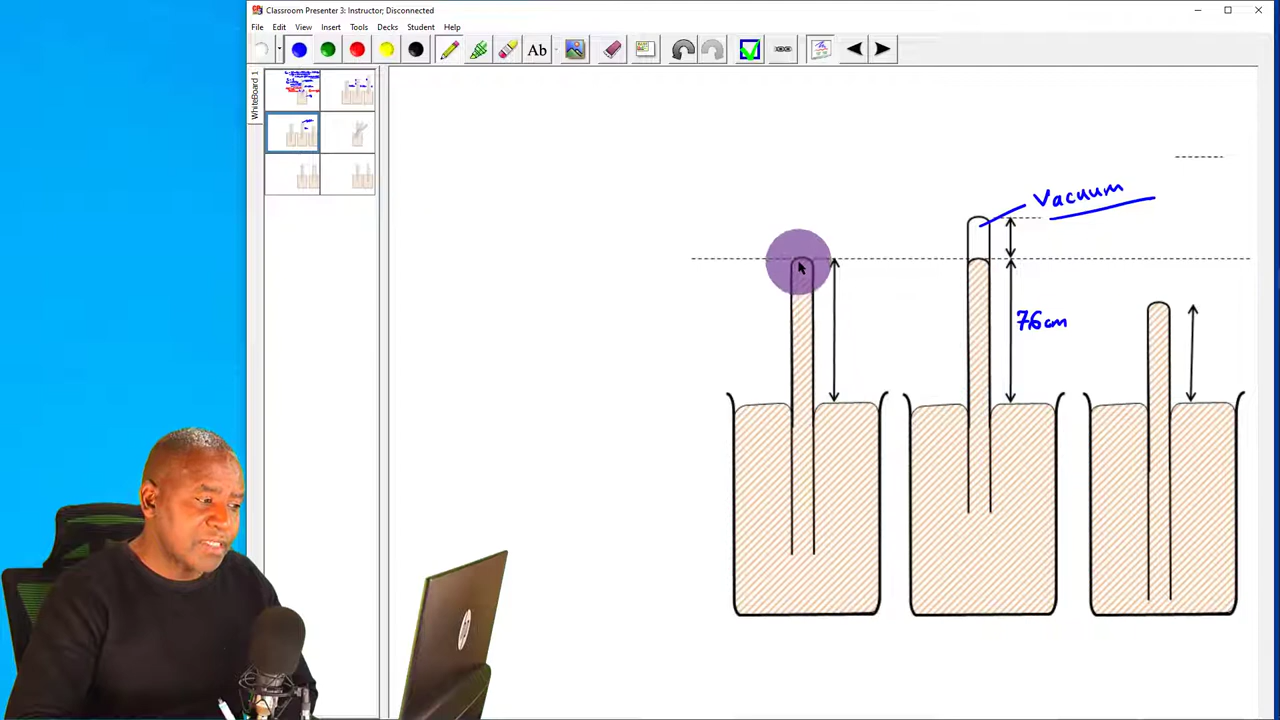 Classroom Presenter 3: Instructor; Disconnected
File Edit View Insert Tools Decks Student Help
Ab
WhiteBoard 1
Vacuum
76cm